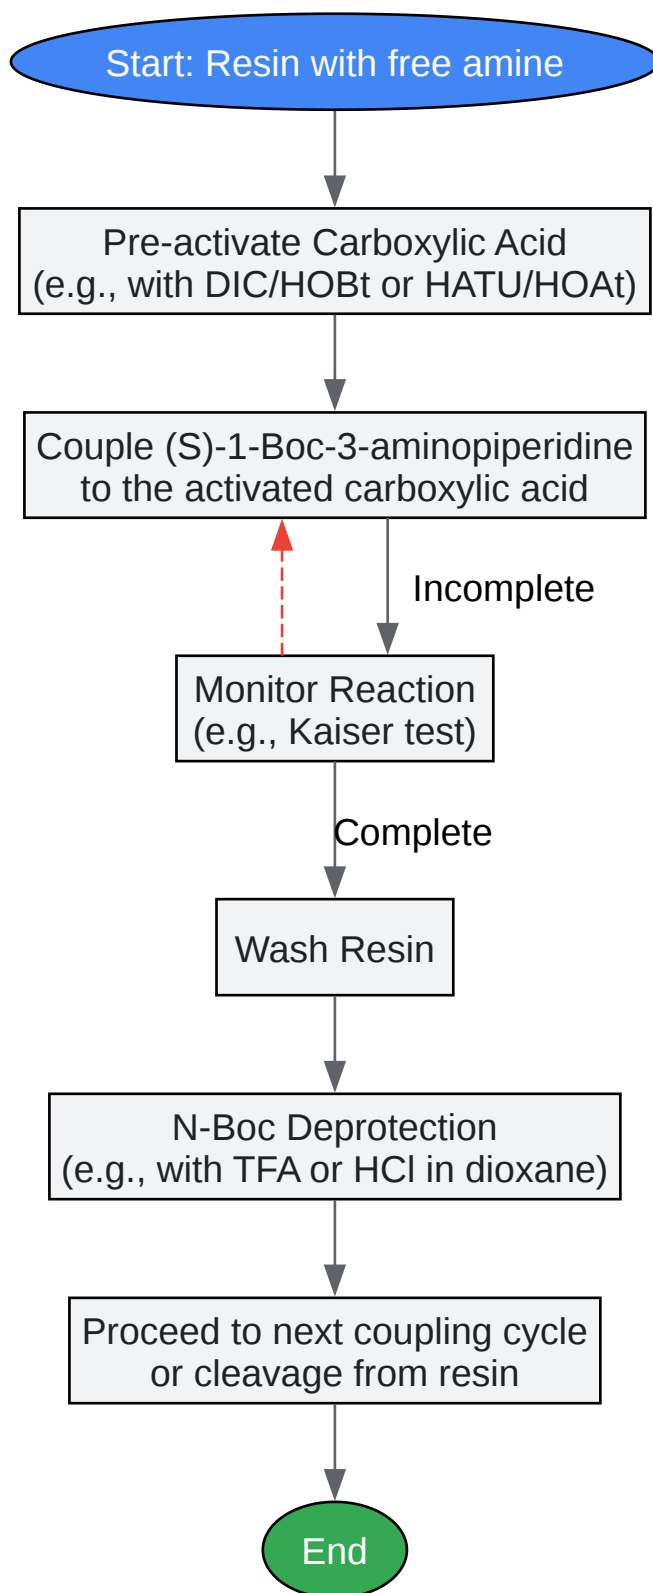 Start: Resin with free amine
Pre-activate Carboxylic Acid
(e.g., with DIC/HOBt or HATU/HOAt)
Couple (S)-1-Boc-3-aminopiperidine
to the activated carboxylic acid
Incomplete
Monitor Reaction
(e.g., Kaiser test)
Complete
Wash Resin
N-Boc Deprotection
(e.g., with TFA or HCl in dioxane)
Proceed to next coupling cycle
or cleavage from resin
End